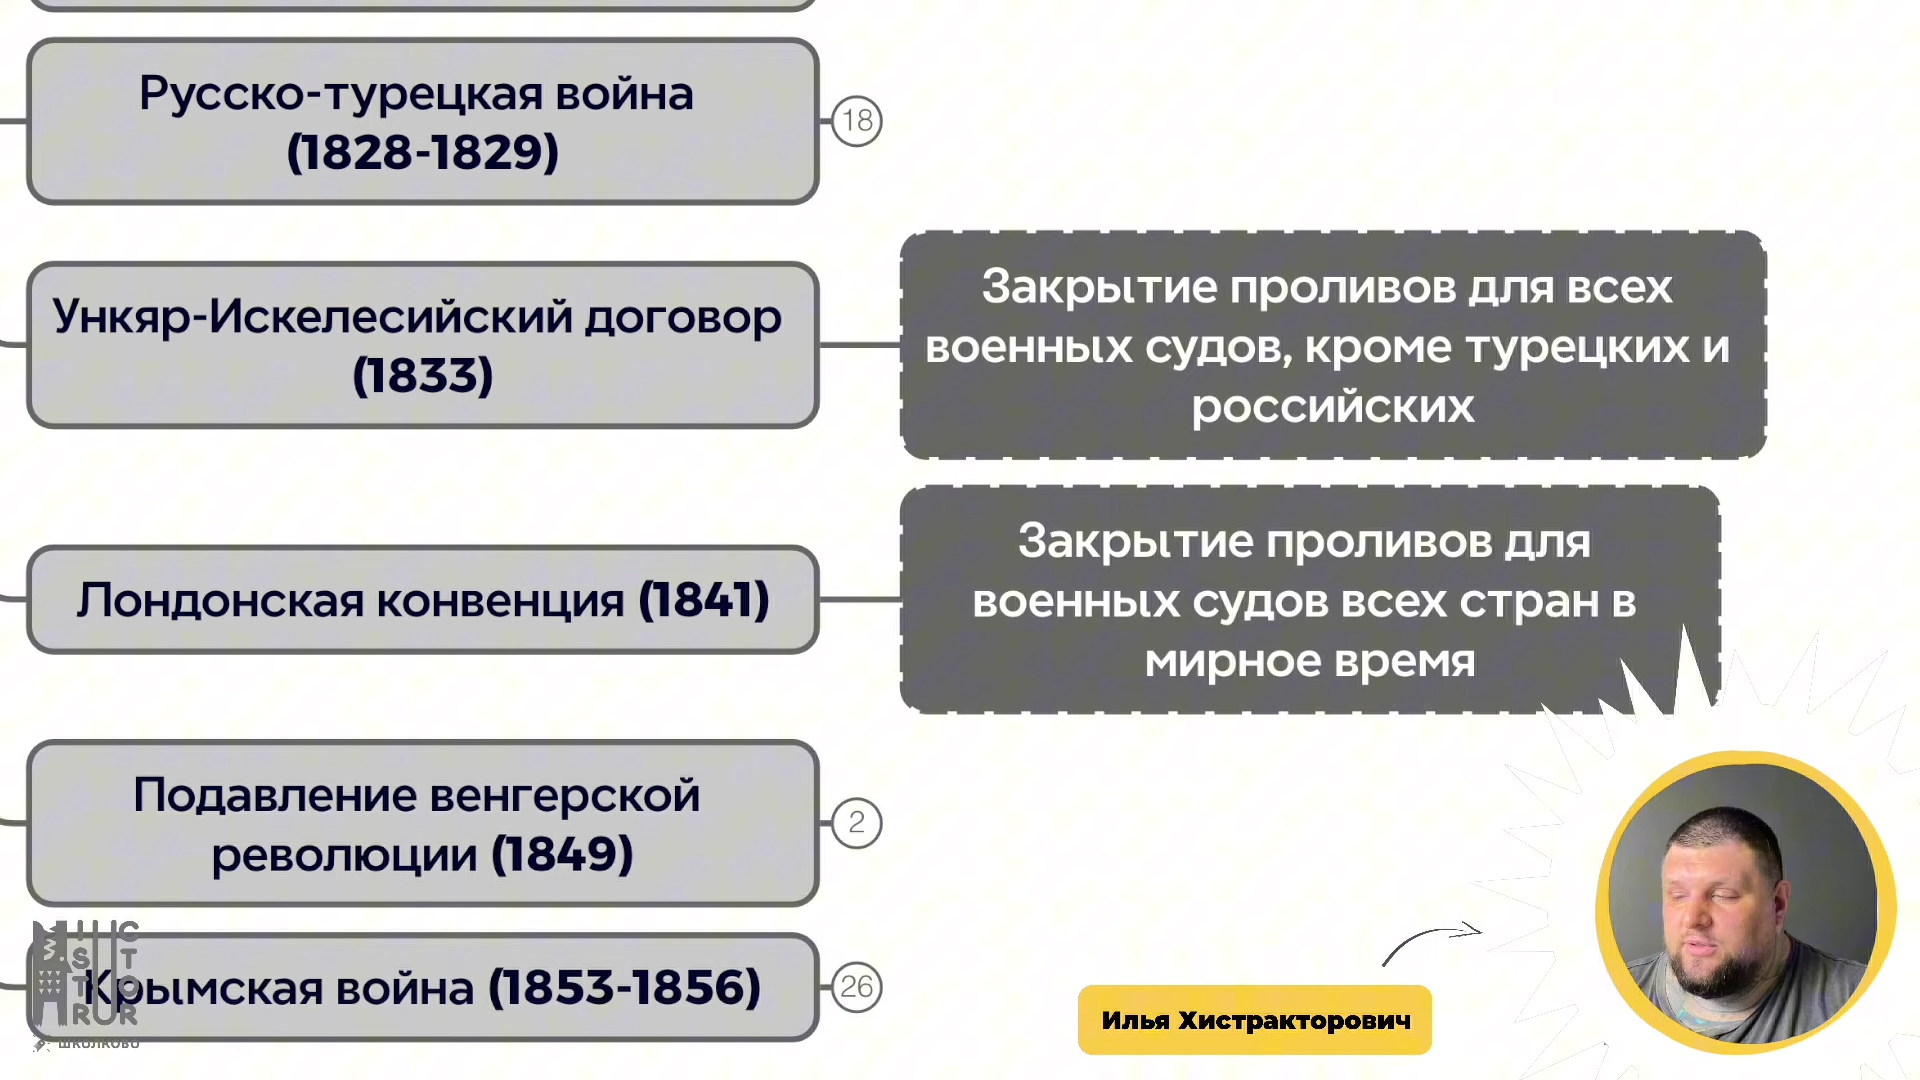 Русско-турецкая война
(1828-1829)
18
Ункяр-Искелесийский договор
(1833)
Закрытие проливов для всех
военных судов, кроме турецких и
российских
Лондонская конвенция (1841)
Закрытие проливов для
военных судов всех стран в
мирное время
Подавление венгерской
революции (1849)
2
Крымская война (1853-1856)
26
HISTORUCTOR
ШКОЛКОВО
Илья Хистракторович